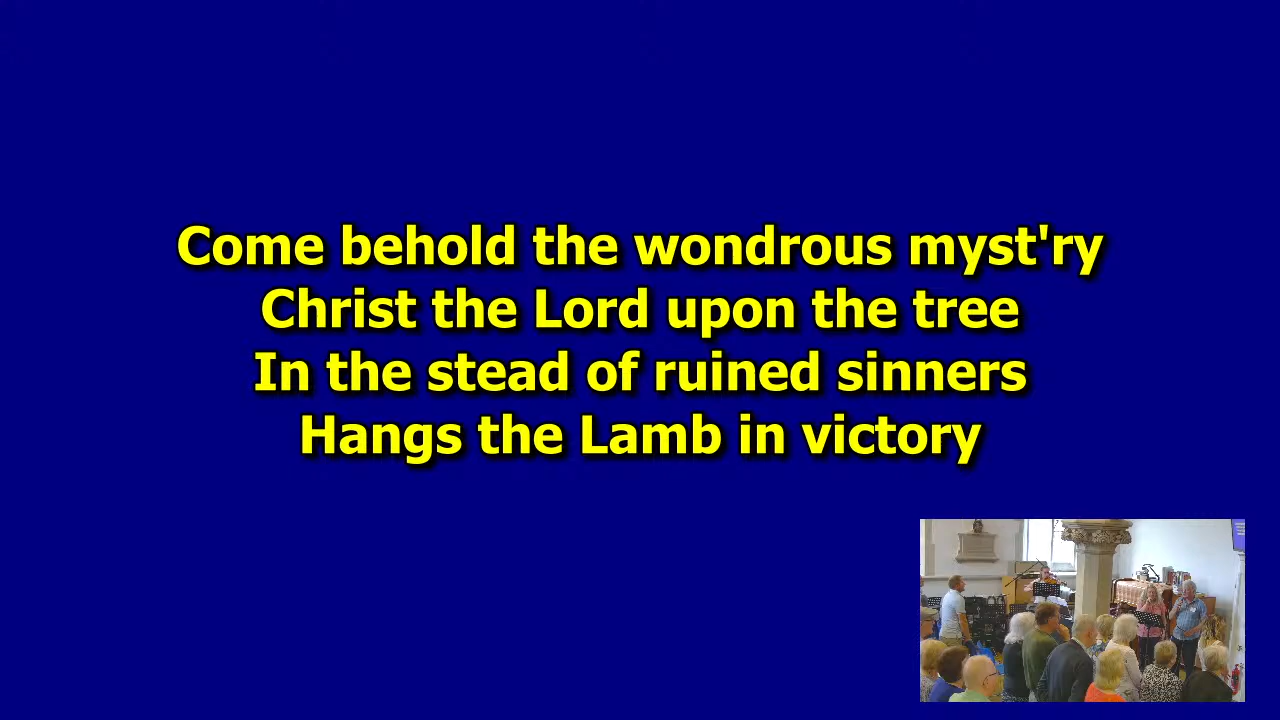 Come behold the wondrous myst'ry
Christ the Lord upon the tree
In the stead of ruined sinners
Hangs the Lamb in victory